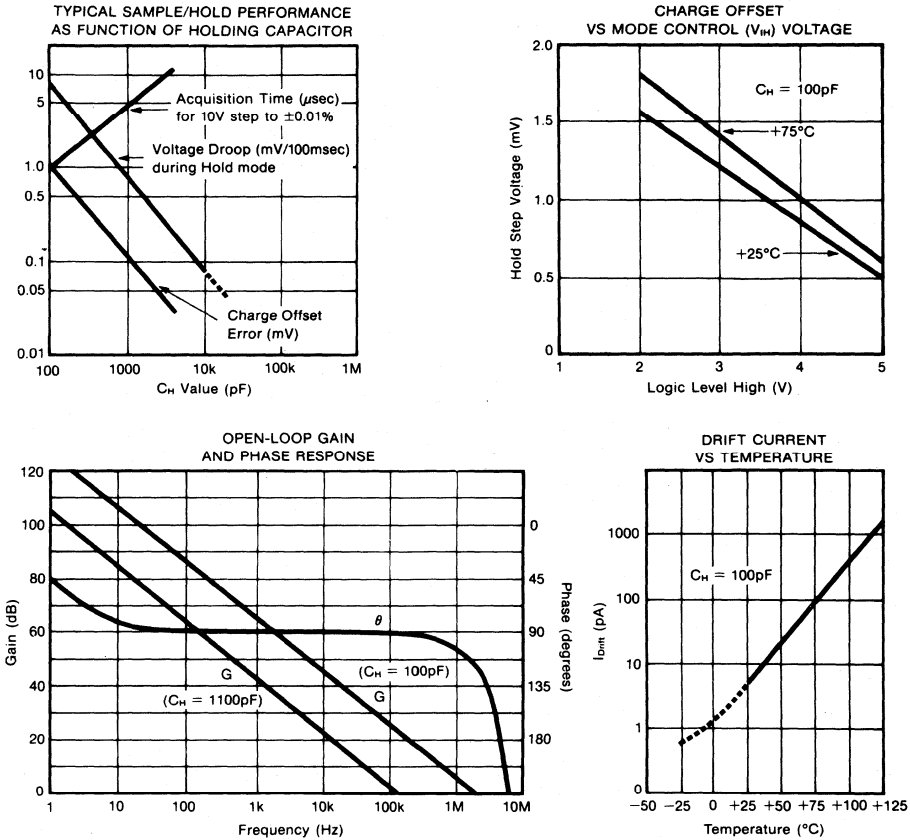 TYPICAL SAMPLE/HOLD PERFORMANCE
AS FUNCTION OF HOLDING CAPACITOR
10
5
1.0
0.5
0.1
0.05
0.01
Acquisition Time (μsec)
for 10V step to ±0.01%
Voltage Droop (mV/100msec)
during Hold mode
Charge Offset
Error (mV)
100 1000 10k 100k 1M
CH Value (pF)
CHARGE OFFSET
VS MODE CONTROL (VIH) VOLTAGE
Hold Step Voltage (mV)
2.0
1.5
1.0
0.5
0
CH = 100pF
+75°C
+25°C
1 2 3 4 5
Logic Level High (V)
OPEN-LOOP GAIN
AND PHASE RESPONSE
Gain (dB)
120
100
80
60
40
20
0
θ
G
(CH = 1100pF)
(CH = 100pF)
G
0
45
90
135
180
Phase (degrees)
1 10 100 1k 10k 100k 1M 10M
Frequency (Hz)
DRIFT CURRENT
VS TEMPERATURE
IDrift (pA)
1000
100
10
1
0
CH = 100pF
−50 −25 0 +25 +50 +75 +100 +125
Temperature (°C)